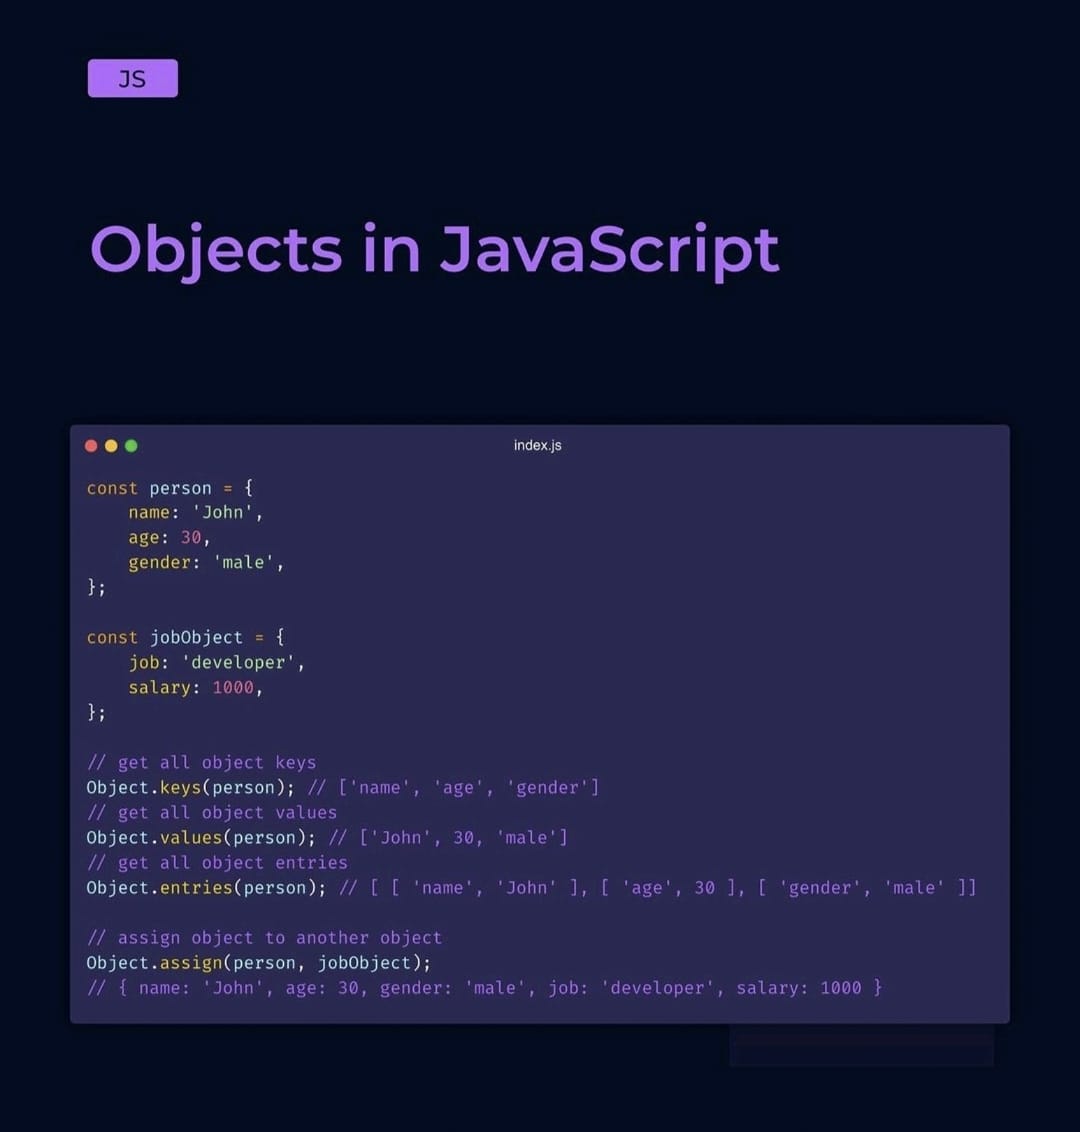 JS
Objects in JavaScript
index.js
const person = {
    name: 'John',
    age: 30,
    gender: 'male',
};
const jobObject = {
    job: 'developer',
    salary: 1000,
};
// get all object keys
Object.keys(person); // ['name', 'age', 'gender']
// get all object values
Object.values(person); // ['John', 30, 'male']
// get all object entries
Object.entries(person); // [ [ 'name', 'John' ], [ 'age', 30 ], [ 'gender', 'male' ]]
// assign object to another object
Object.assign(person, jobObject);
// { name: 'John', age: 30, gender: 'male', job: 'developer', salary: 1000 }